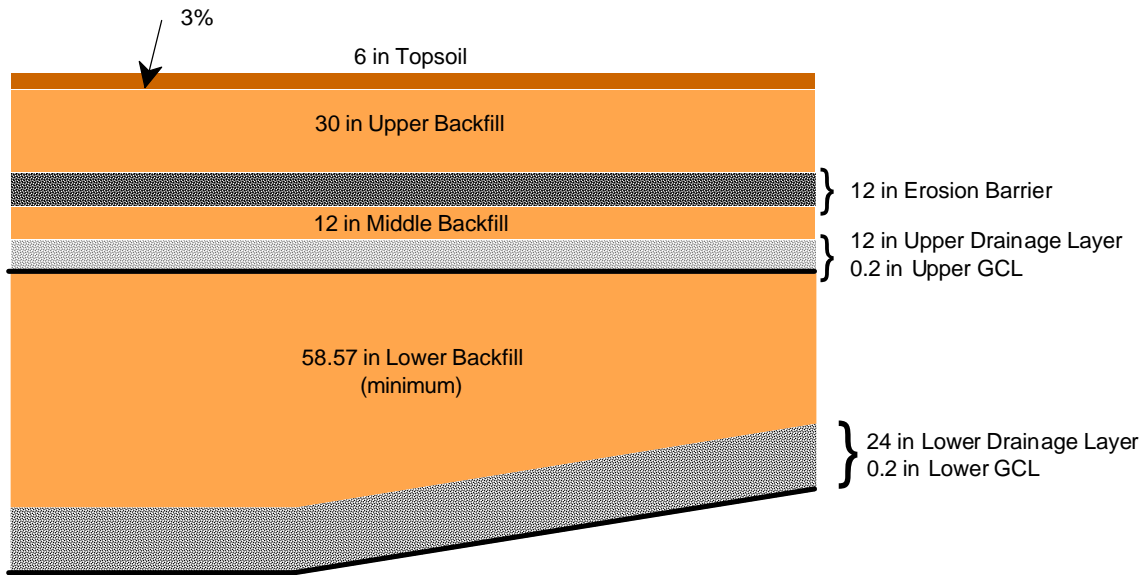 3%
6 in Topsoil
30 in Upper Backfill
12 in Erosion Barrier
12 in Middle Backfill
12 in Upper Drainage Layer
0.2 in Upper GCL
58.57 in Lower Backfill
(minimum)
24 in Lower Drainage Layer
0.2 in Lower GCL